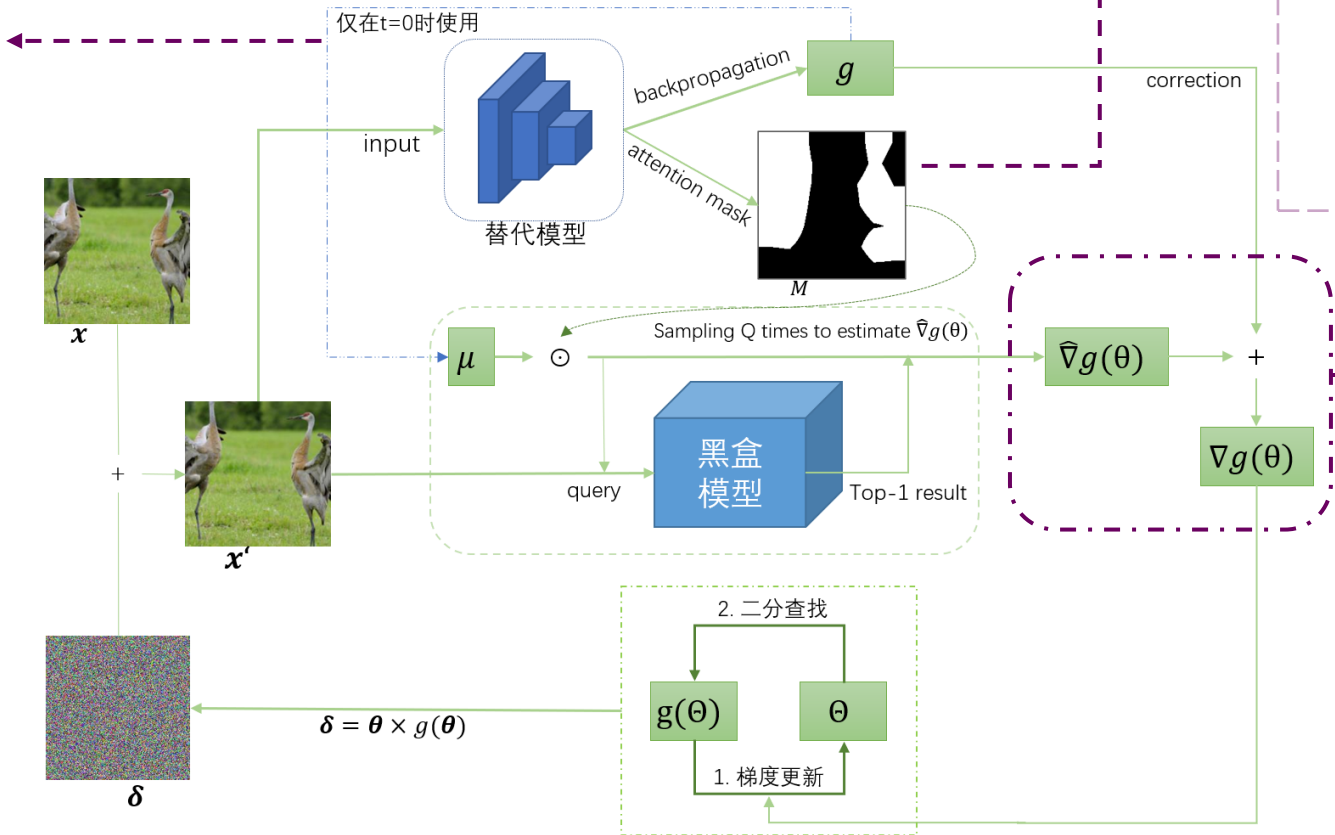 仅在t=0时使用
backpropagation
g
correction
input
attention mask
替代模型
M
x
μ
⊙
Sampling Q times to estimate ∇̂g(θ)
∇̂g(θ)
+
∇g(θ)
黑盒
模型
query
Top-1 result
+
x‘
2. 二分查找
g(Θ)
Θ
1. 梯度更新
δ = θ × g(θ)
δ